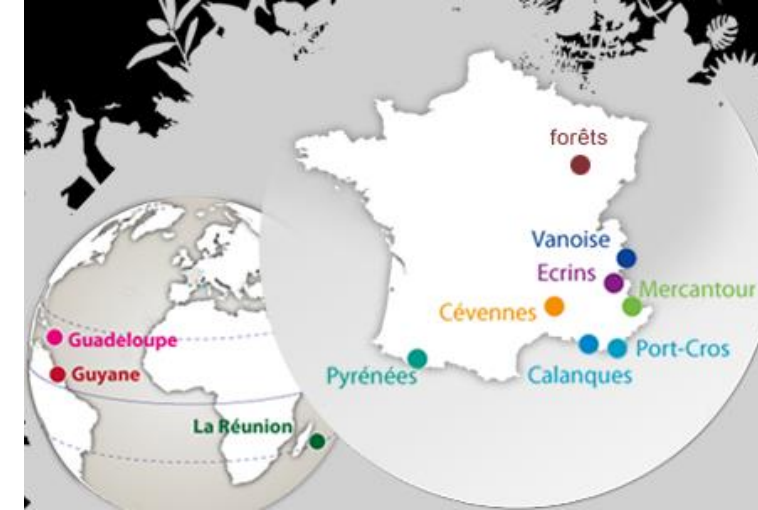 forêts
Vanoise
Ecrins
Mercantour
Cévennes
Port-Cros
Pyrénées
Calanques
Guadeloupe
Guyane
La Réunion